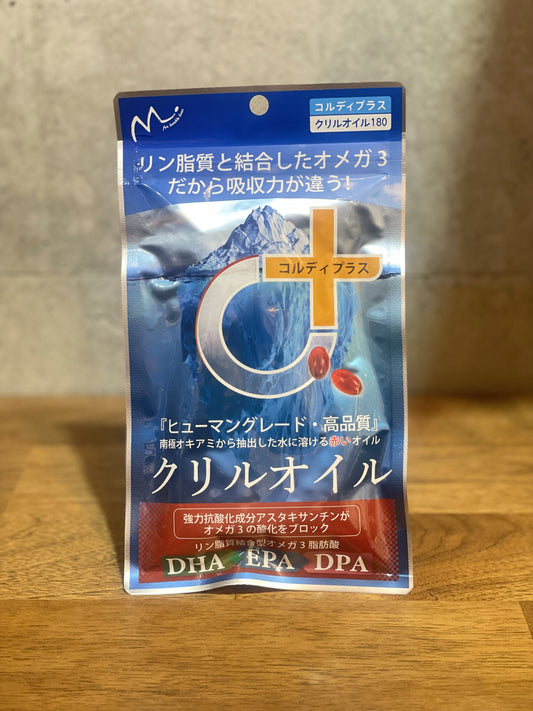 コルディプラス
クリルオイル180
リン脂質と結合したオメガ3
だから吸収力が違う!
コルディプラス
『ヒューマングレード・高品質』
南極オキアミから抽出した水に溶ける赤いオイル
クリルオイル
強力抗酸化成分アスタキサンチンが
オメガ3の酸化をブロック
リン脂質結合型オメガ3脂肪酸
DHA EPA DPA